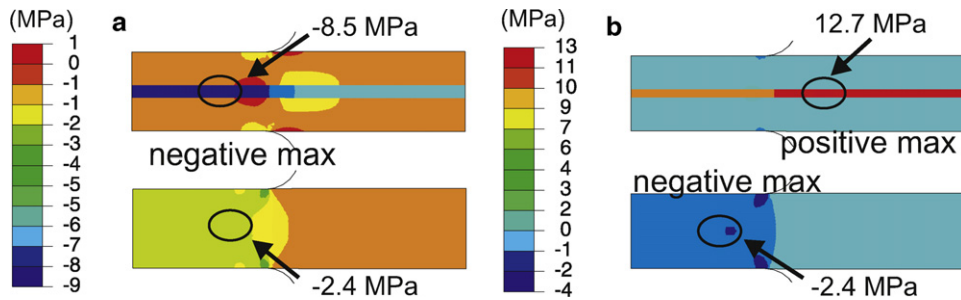 (MPa)
a
-8.5 MPa
1
0
-1
-2
-3
-4
-5
-6
-7
-8
-9
negative max
-2.4 MPa
(MPa)
b
12.7 MPa
13
11
10
9
7
6
4
3
2
0
-1
-2
-4
positive max
negative max
-2.4 MPa